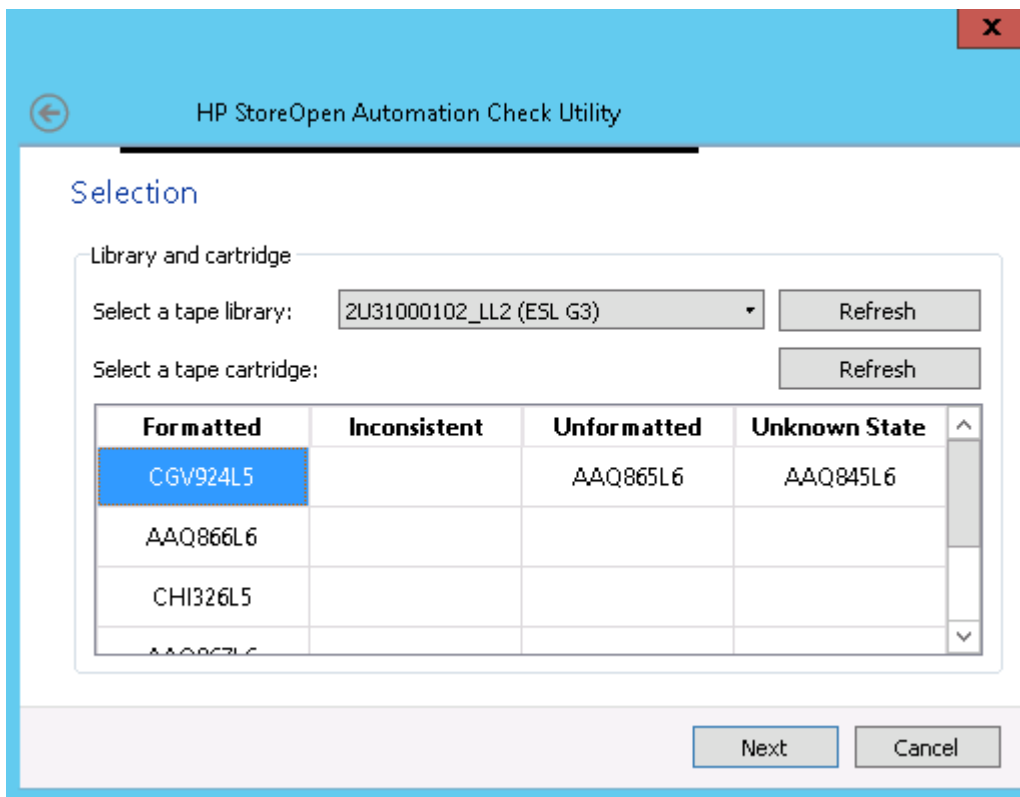 X
HP StoreOpen Automation Check Utility
Selection
Library and cartridge
Select a tape library: 2U31000102_LL2 (ESL G3) Refresh
Select a tape cartridge: Refresh
Formatted Inconsistent Unformatted Unknown State
CGV924L5 AAQ865L6 AAQ845L6
AAQ866L6
CHI326L5
Next Cancel